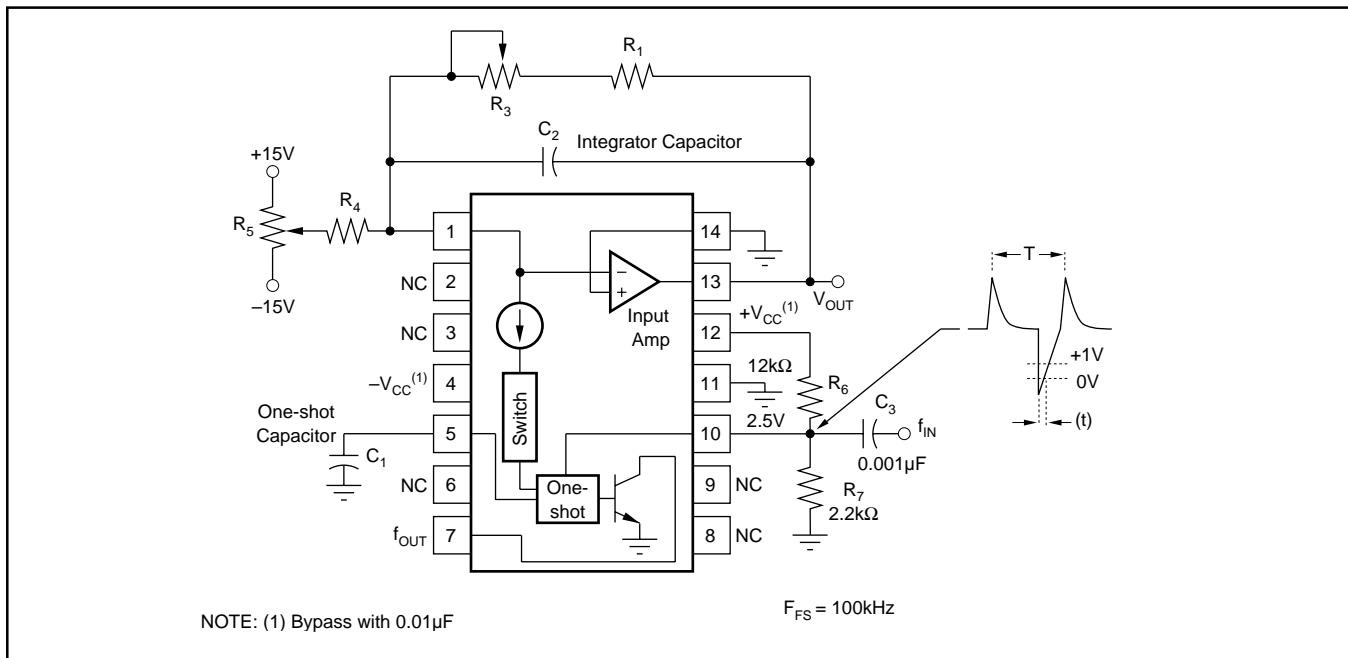 R1
R3
C2
Integrator Capacitor
+15V
R5
R4
–15V
1
14
NC
2
13
VOUT
–
+
Input
Amp
+VCC(1)
NC
3
12
T
+1V
0V
(t)
12kΩ
R6
–VCC(1)
4
11
C3
fIN
One-shot
Capacitor
C1
5
Switch
2.5V
10
0.001µF
NC
6
One-
shot
9
NC
R7
2.2kΩ
fOUT
7
8
NC
NOTE: (1) Bypass with 0.01µF
FFS = 100kHz